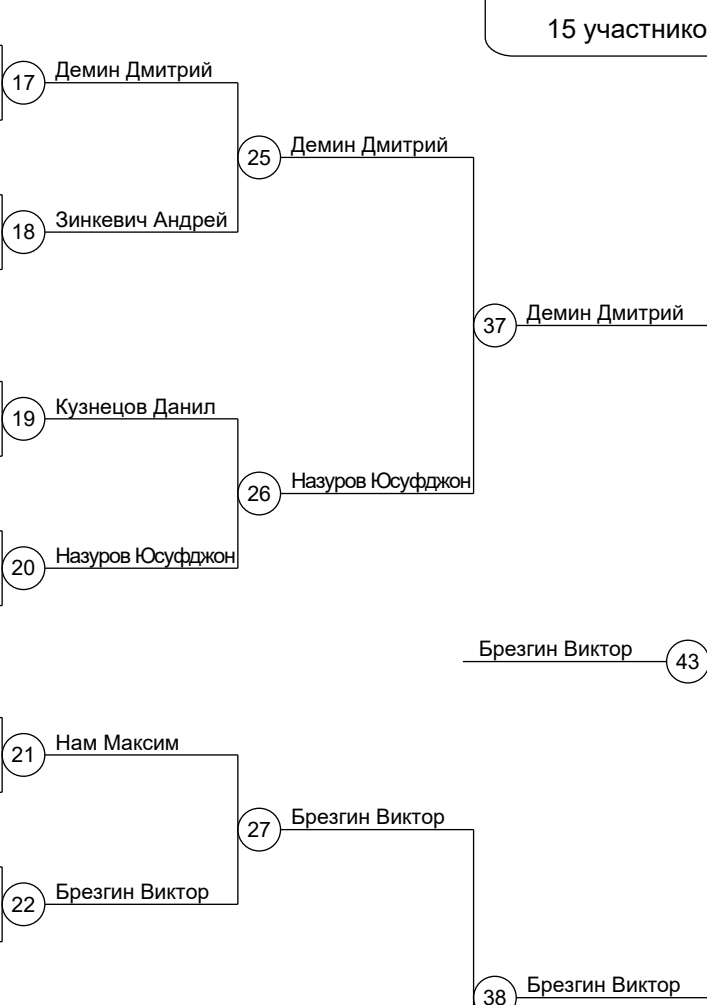 15 участнико
17 Демин Дмитрий
25 Демин Дмитрий
18 Зинкевич Андрей
37 Демин Дмитрий
19 Кузнецов Данил
26 Назуров Юсуфджон
20 Назуров Юсуфджон
Брезгин Виктор 43
21 Нам Максим
27 Брезгин Виктор
22 Брезгин Виктор
38 Брезгин Виктор